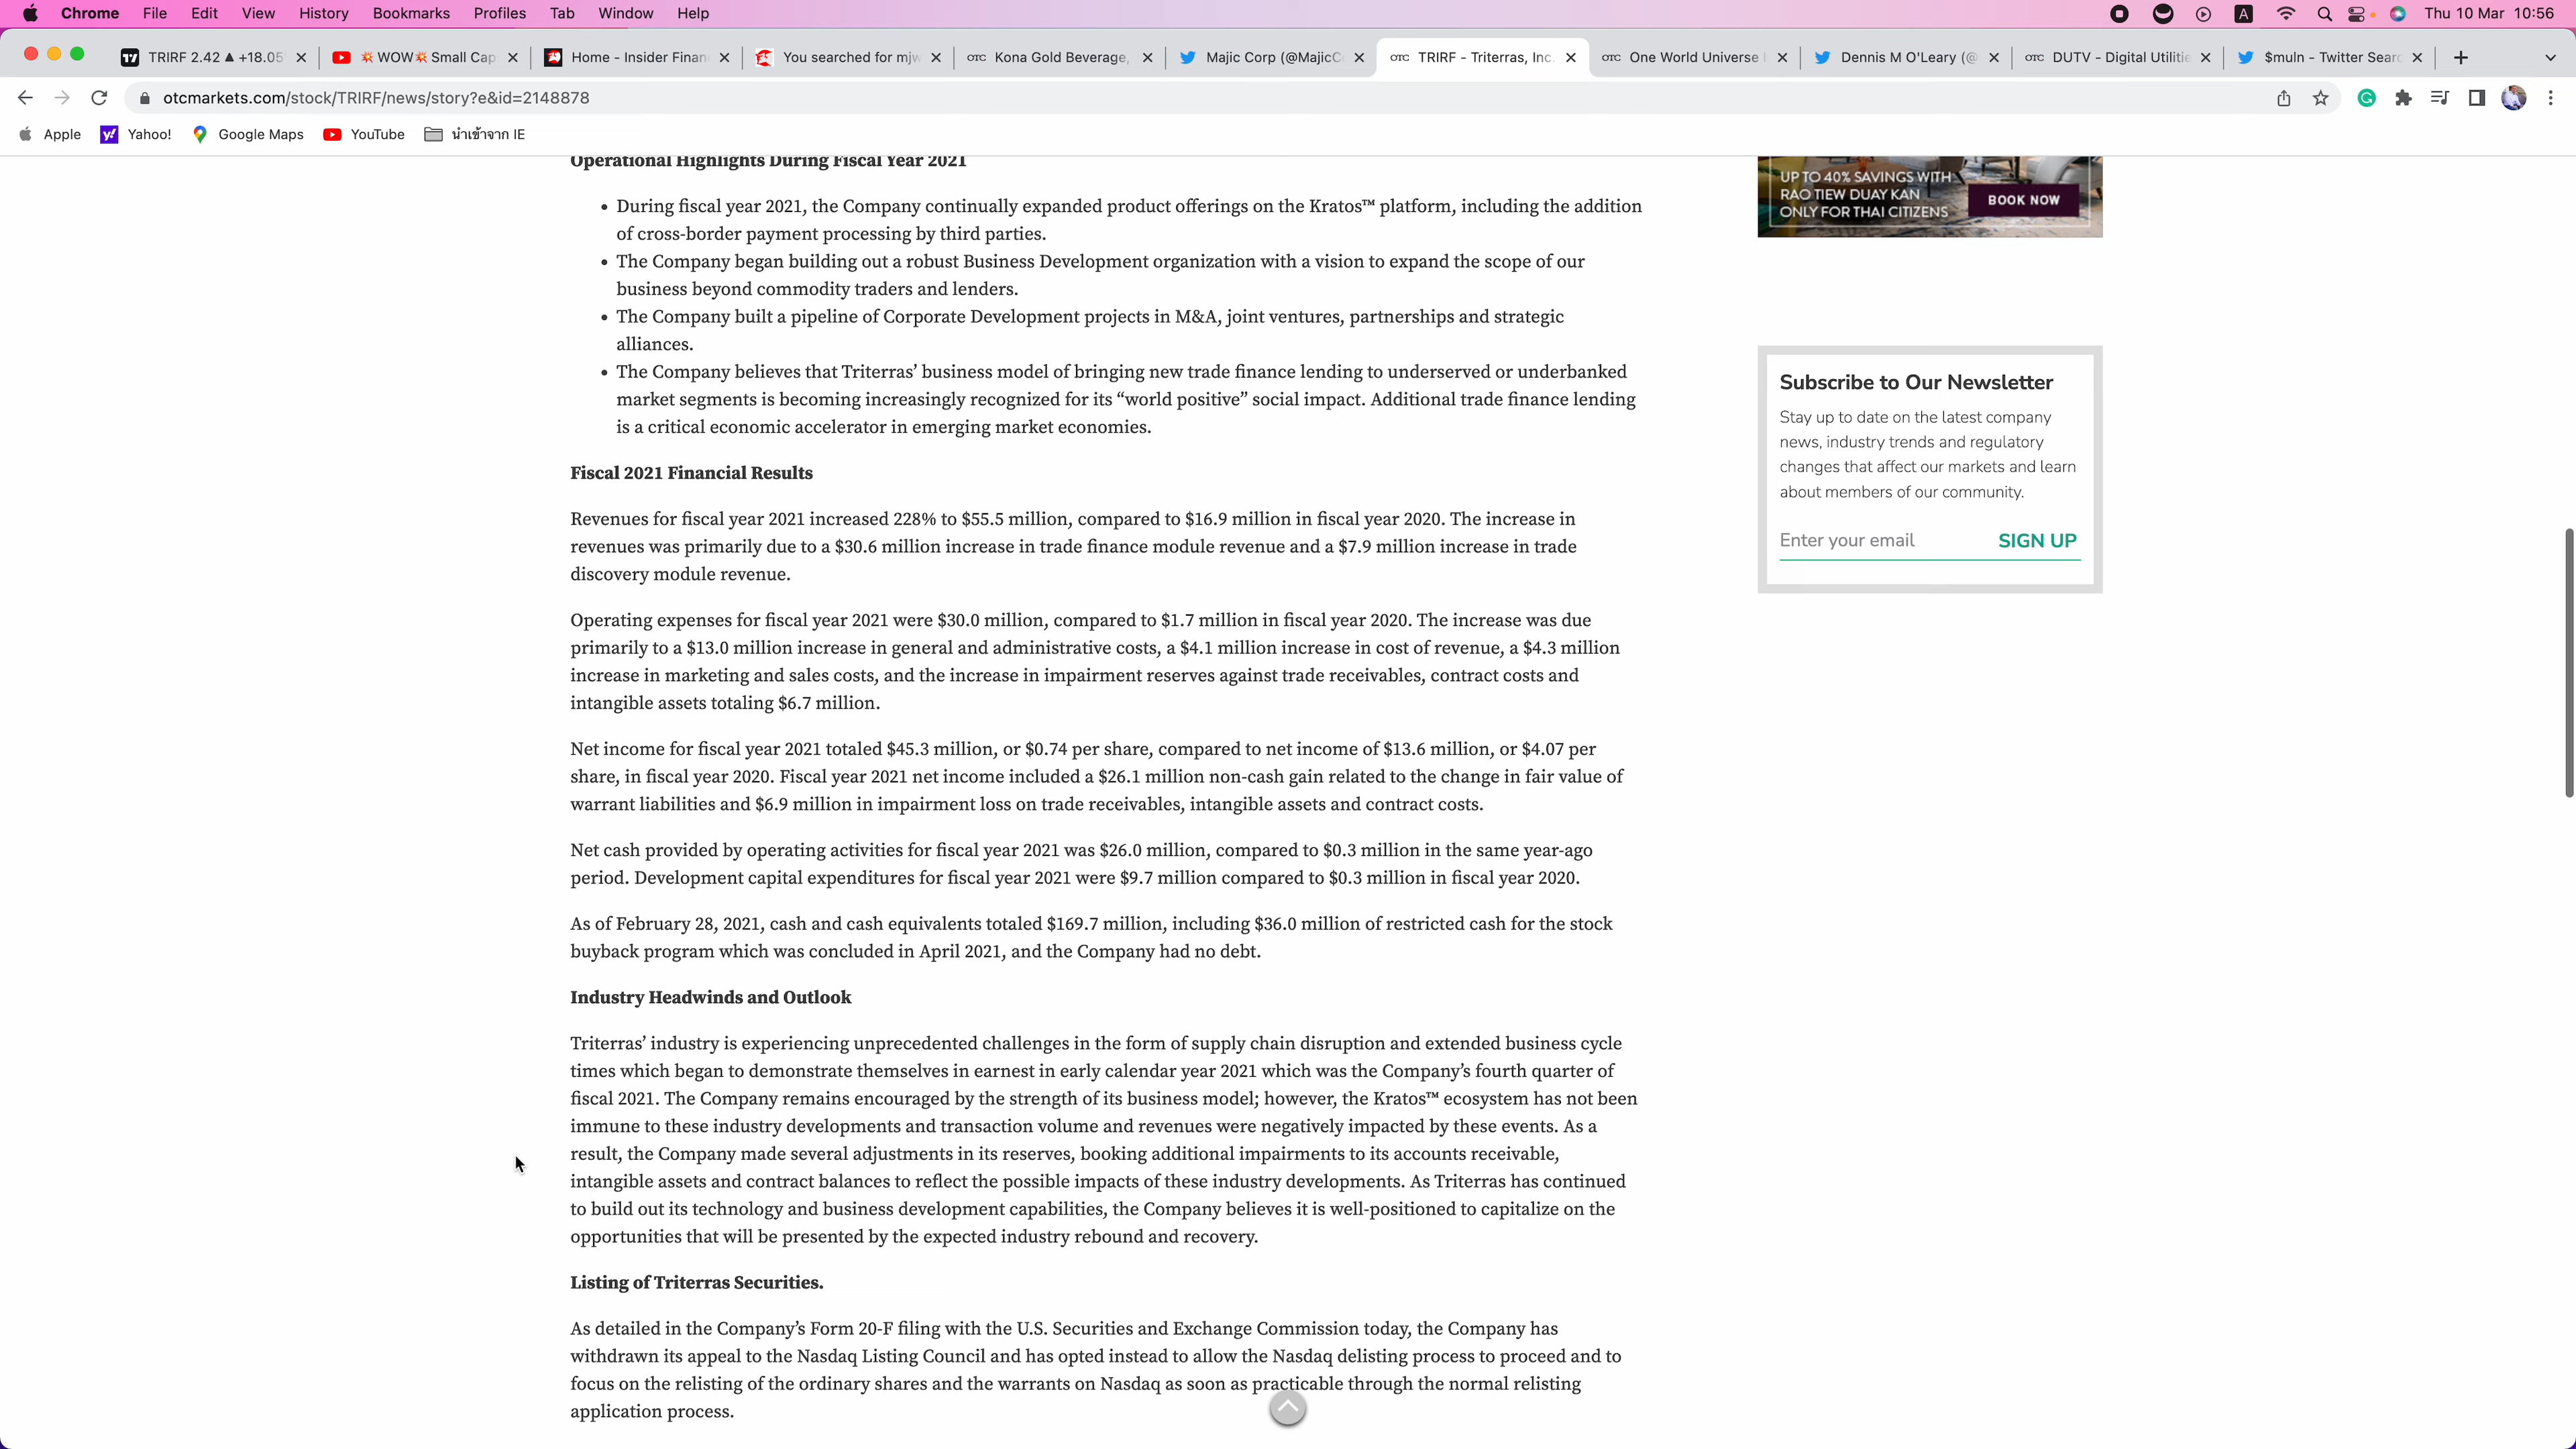 Chrome File Edit View History Bookmarks Profiles Tab Window Help A Thu 10 Mar 10:56
TRIRF 2.42 ▲ +18.05 WOW Small Cap Home - Insider Finan You searched for mjw OTC Kona Gold Beverage, Majic Corp (@MajicC OTC TRIRF - Triterras, Inc. OTC One World Universe Dennis M O'Leary (@ OTC DUTV - Digital Utilitie $muln - Twitter Searc
otcmarkets.com/stock/TRIRF/news/story?e&id=2148878
Apple Yahoo! Google Maps YouTube นำเข้าจาก IE
Operational Highlights During Fiscal Year 2021
• During fiscal year 2021, the Company continually expanded product offerings on the Kratos™ platform, including the addition
of cross-border payment processing by third parties.
• The Company began building out a robust Business Development organization with a vision to expand the scope of our
business beyond commodity traders and lenders.
• The Company built a pipeline of Corporate Development projects in M&A, joint ventures, partnerships and strategic
alliances.
• The Company believes that Triterras’ business model of bringing new trade finance lending to underserved or underbanked
market segments is becoming increasingly recognized for its “world positive” social impact. Additional trade finance lending
is a critical economic accelerator in emerging market economies.
Fiscal 2021 Financial Results
Revenues for fiscal year 2021 increased 228% to $55.5 million, compared to $16.9 million in fiscal year 2020. The increase in
revenues was primarily due to a $30.6 million increase in trade finance module revenue and a $7.9 million increase in trade
discovery module revenue.
Operating expenses for fiscal year 2021 were $30.0 million, compared to $1.7 million in fiscal year 2020. The increase was due
primarily to a $13.0 million increase in general and administrative costs, a $4.1 million increase in cost of revenue, a $4.3 million
increase in marketing and sales costs, and the increase in impairment reserves against trade receivables, contract costs and
intangible assets totaling $6.7 million.
Net income for fiscal year 2021 totaled $45.3 million, or $0.74 per share, compared to net income of $13.6 million, or $4.07 per
share, in fiscal year 2020. Fiscal year 2021 net income included a $26.1 million non-cash gain related to the change in fair value of
warrant liabilities and $6.9 million in impairment loss on trade receivables, intangible assets and contract costs.
Net cash provided by operating activities for fiscal year 2021 was $26.0 million, compared to $0.3 million in the same year-ago
period. Development capital expenditures for fiscal year 2021 were $9.7 million compared to $0.3 million in fiscal year 2020.
As of February 28, 2021, cash and cash equivalents totaled $169.7 million, including $36.0 million of restricted cash for the stock
buyback program which was concluded in April 2021, and the Company had no debt.
Industry Headwinds and Outlook
Triterras’ industry is experiencing unprecedented challenges in the form of supply chain disruption and extended business cycle
times which began to demonstrate themselves in earnest in early calendar year 2021 which was the Company’s fourth quarter of
fiscal 2021. The Company remains encouraged by the strength of its business model; however, the Kratos™ ecosystem has not been
immune to these industry developments and transaction volume and revenues were negatively impacted by these events. As a
result, the Company made several adjustments in its reserves, booking additional impairments to its accounts receivable,
intangible assets and contract balances to reflect the possible impacts of these industry developments. As Triterras has continued
to build out its technology and business development capabilities, the Company believes it is well-positioned to capitalize on the
opportunities that will be presented by the expected industry rebound and recovery.
Listing of Triterras Securities.
As detailed in the Company’s Form 20-F filing with the U.S. Securities and Exchange Commission today, the Company has
withdrawn its appeal to the Nasdaq Listing Council and has opted instead to allow the Nasdaq delisting process to proceed and to
focus on the relisting of the ordinary shares and the warrants on Nasdaq as soon as practicable through the normal relisting
application process.
UP TO 40% SAVINGS WITH
RAO TIEW DUAY KAN
ONLY FOR THAI CITIZENS
BOOK NOW
Subscribe to Our Newsletter
Stay up to date on the latest company
news, industry trends and regulatory
changes that affect our markets and learn
about members of our community.
Enter your email SIGN UP